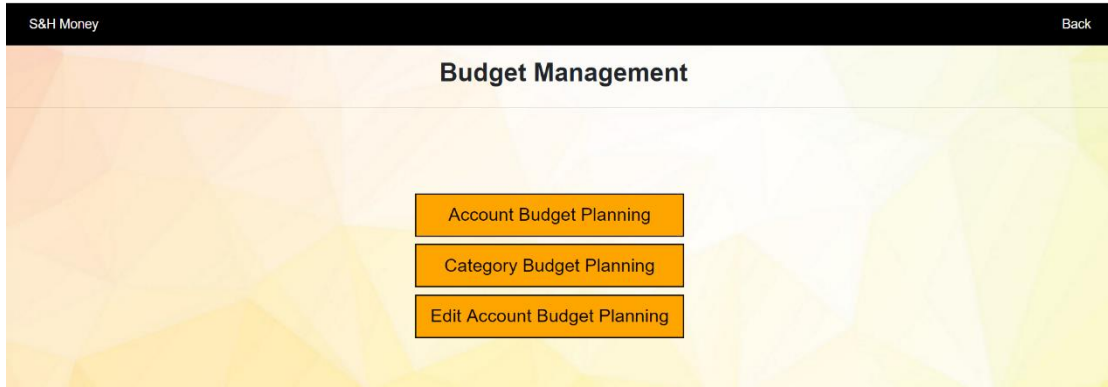 S&H Money
Back
Budget Management
Account Budget Planning
Category Budget Planning
Edit Account Budget Planning